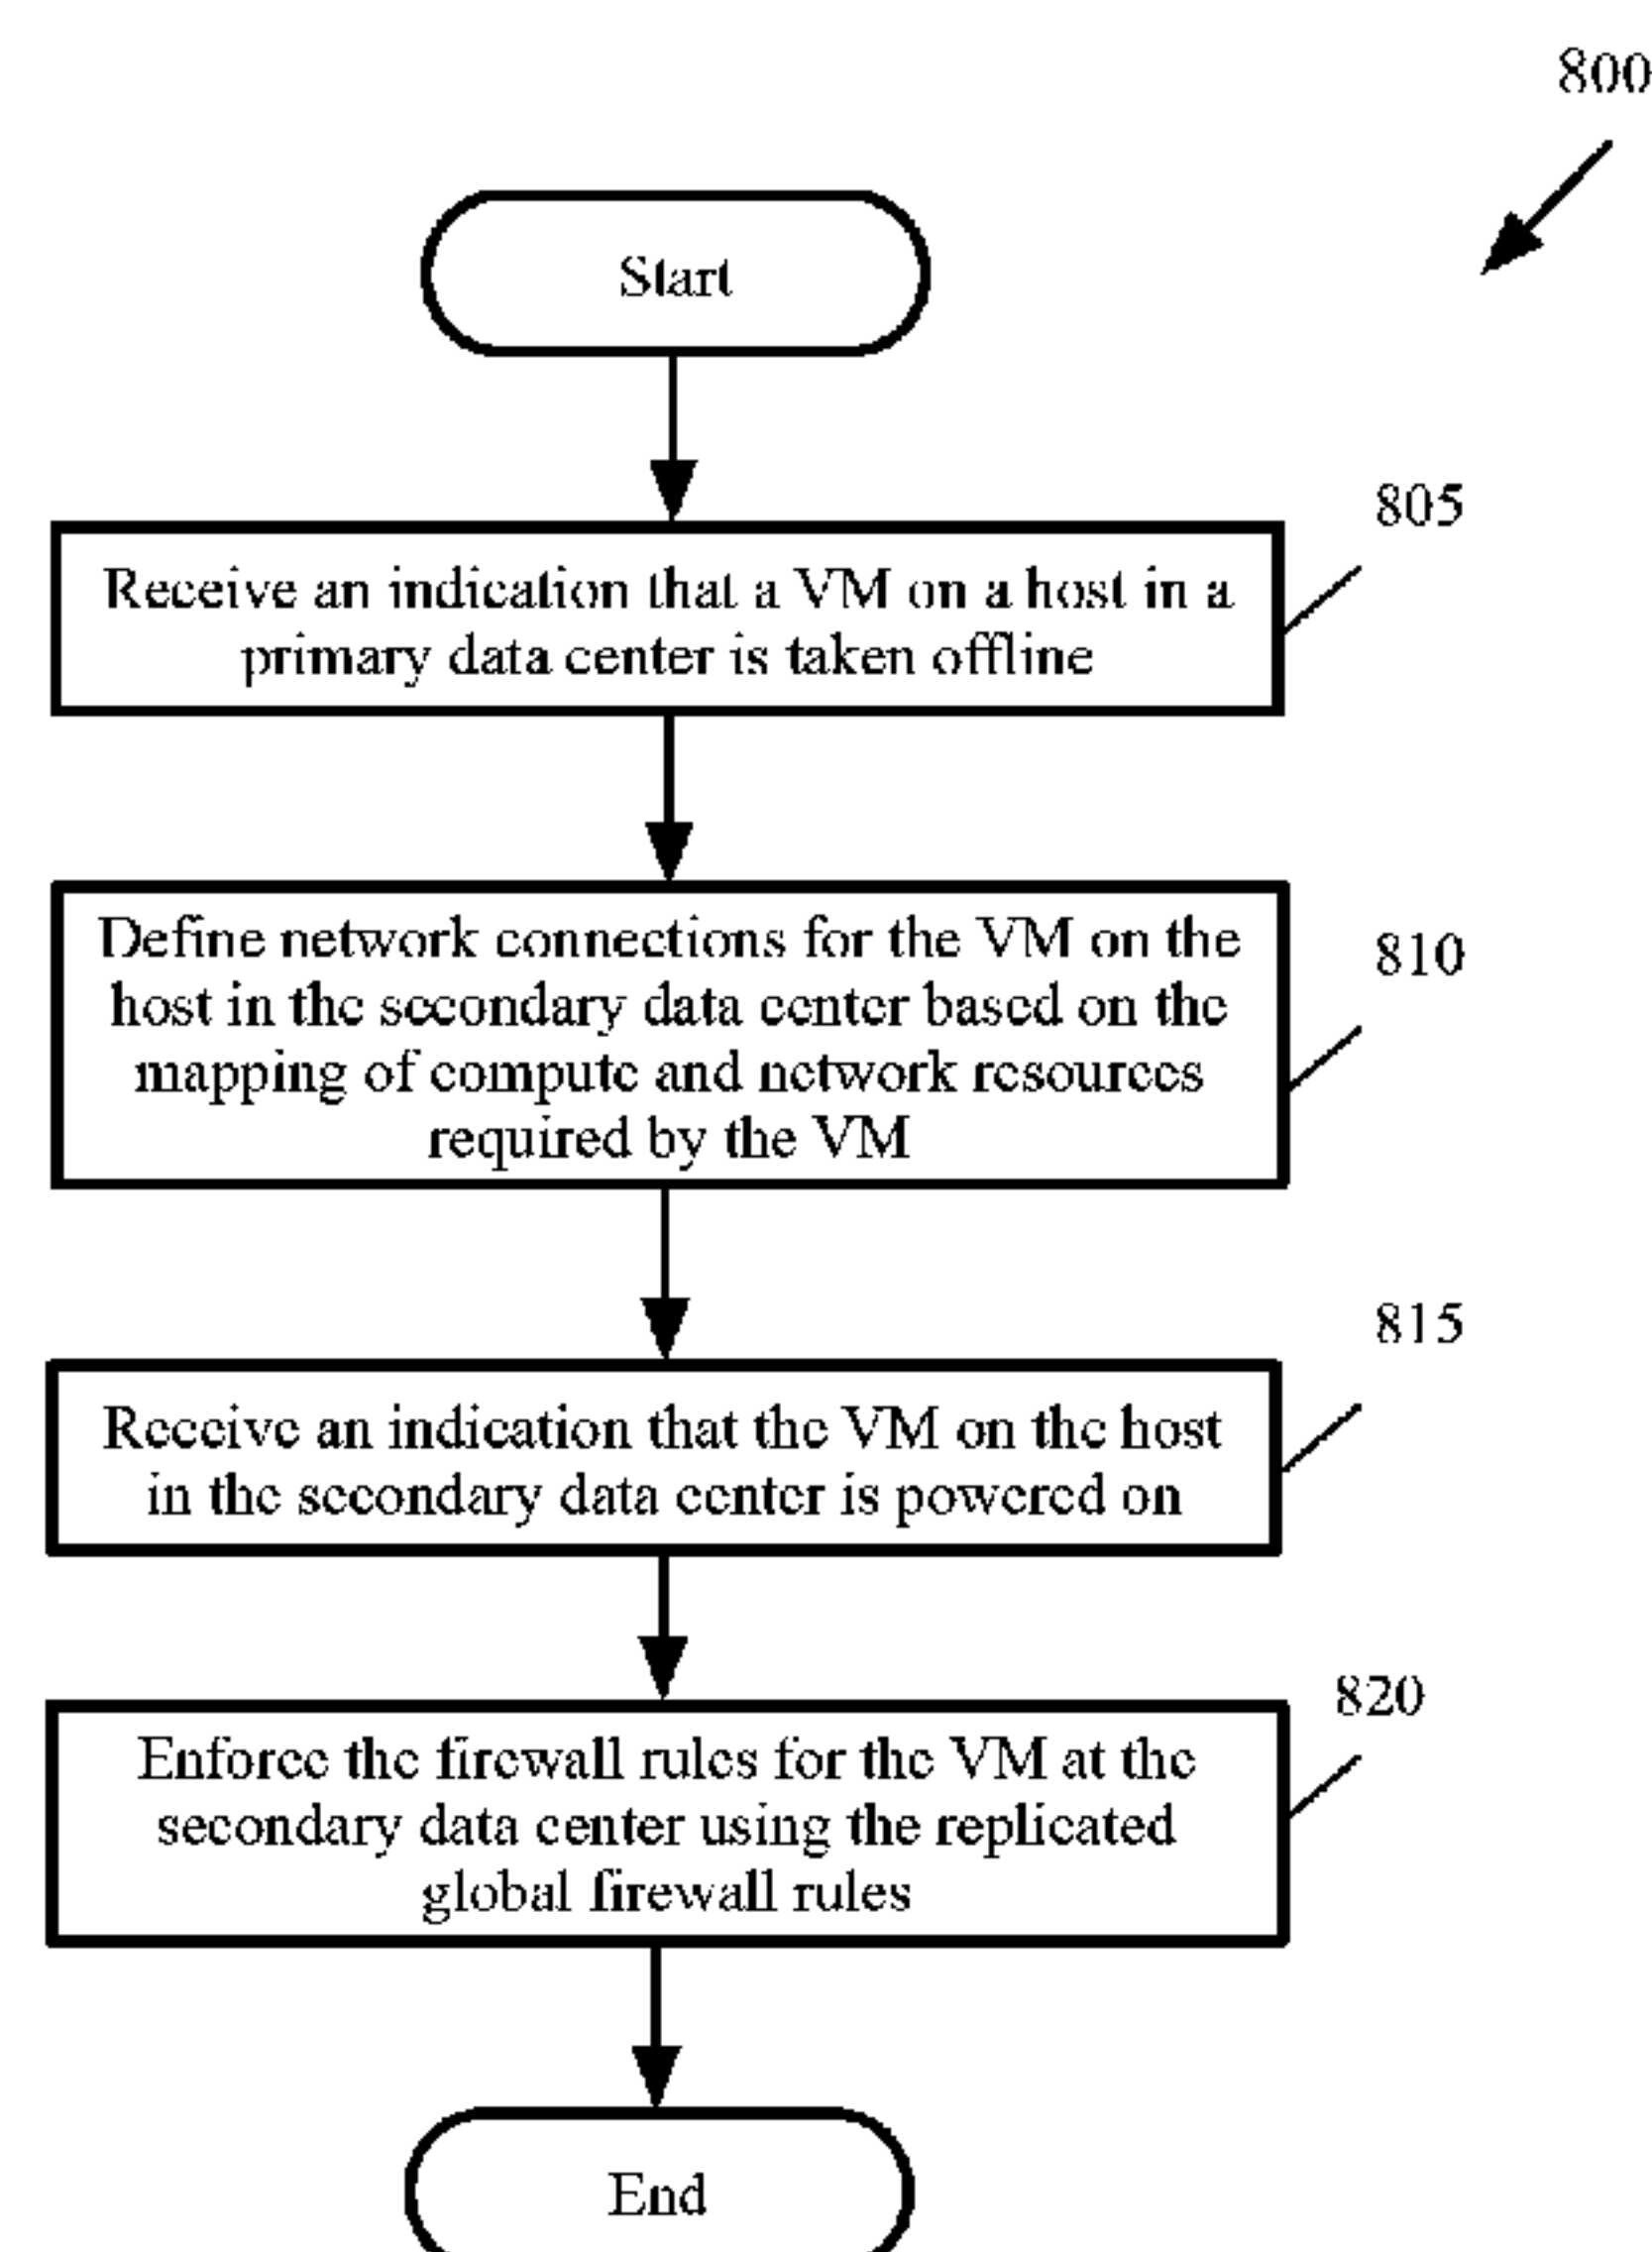 800
Start
805
Receive an indication that a VM on a host in a
primary data center is taken offline
810
Define network connections for the VM on the
host in the secondary data center based on the
mapping of compute and network resources
required by the VM
815
Receive an indication that the VM on the host
in the secondary data center is powered on
820
Enforce the firewall rules for the VM at the
secondary data center using the replicated
global firewall rules
End